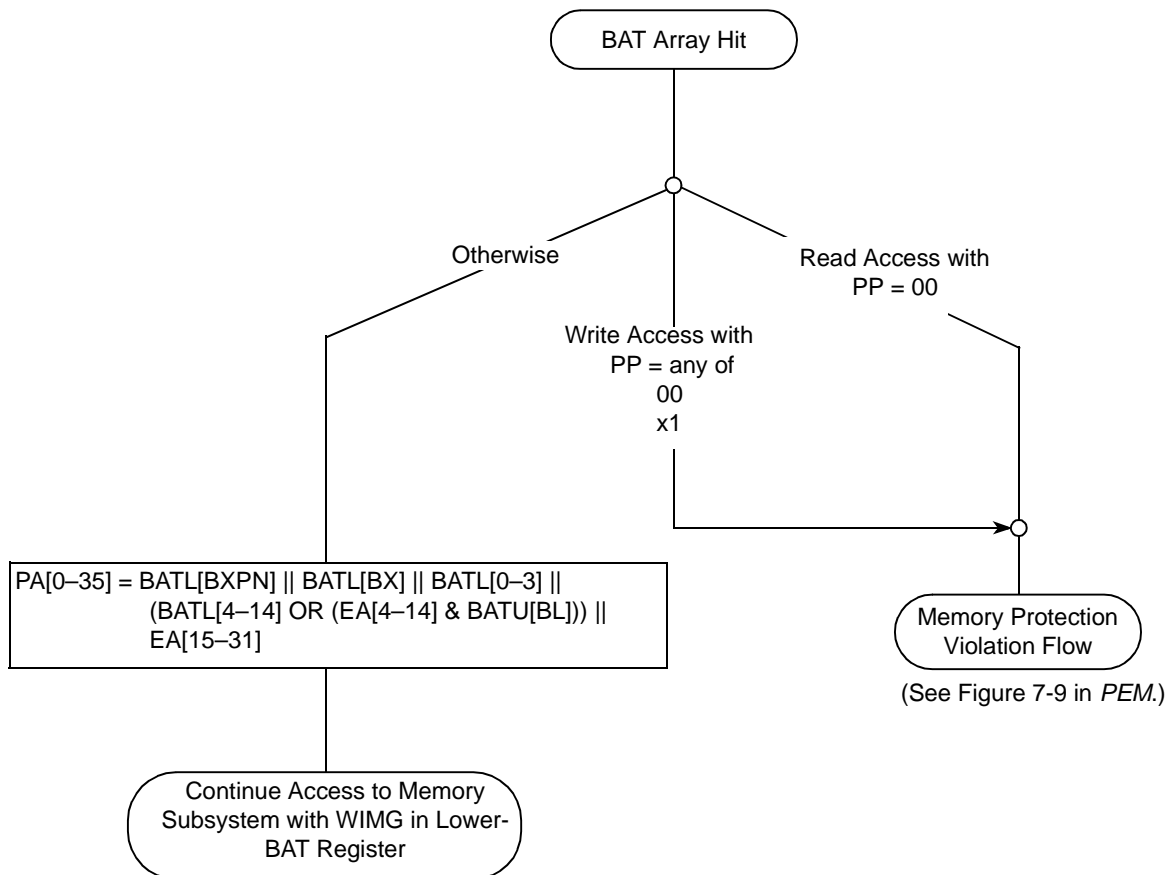 BAT Array Hit
Otherwise
Read Access with
PP = 00
Write Access with
PP = any of
00
x1
PA[0–35] = BATL[BXPN] || BATL[BX] || BATL[0–3] ||
(BATL[4–14] OR (EA[4–14] & BATU[BL])) ||
EA[15–31]
Memory Protection
Violation Flow
(See Figure 7-9 in PEM.)
Continue Access to Memory
Subsystem with WIMG in Lower-
BAT Register